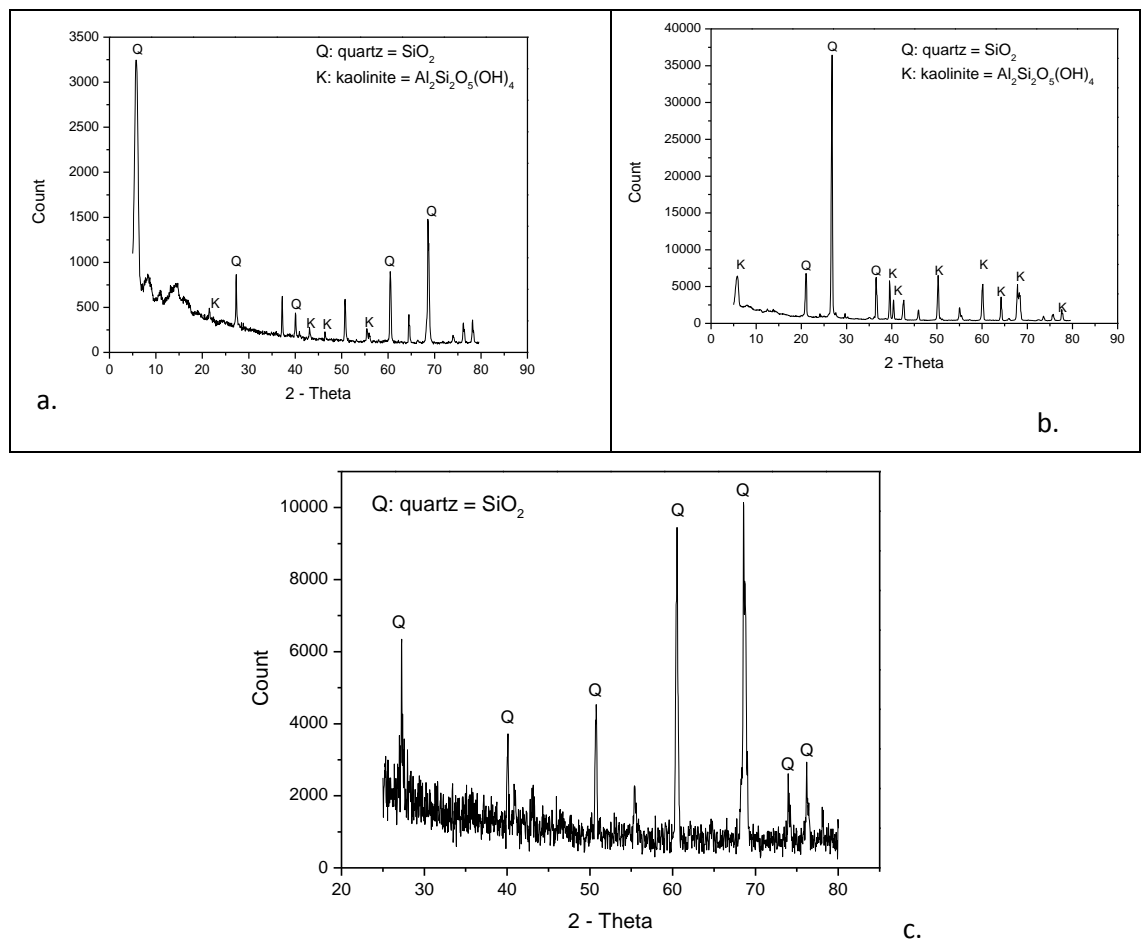 Q: quartz = SiO₂
K: kaolinite = Al₂Si₂O₅(OH)₄
Q
Q
Q
Q
Q
K
K
K
K
Count
3500
3000
2500
2000
1500
1000
500
0
0 10 20 30 40 50 60 70 80 90
2 - Theta
a.
Q: quartz = SiO₂
K: kaolinite = Al₂Si₂O₅(OH)₄
Q
K
Q
Q
K
K
K
K
K
K
K
Count
40000
35000
30000
25000
20000
15000
10000
5000
0
0 10 20 30 40 50 60 70 80 90
2 -Theta
b.
Q: quartz = SiO₂
Q
Q
Q
Q
Q
Q
Q
Count
10000
8000
6000
4000
2000
0
20 30 40 50 60 70 80
2 - Theta
c.